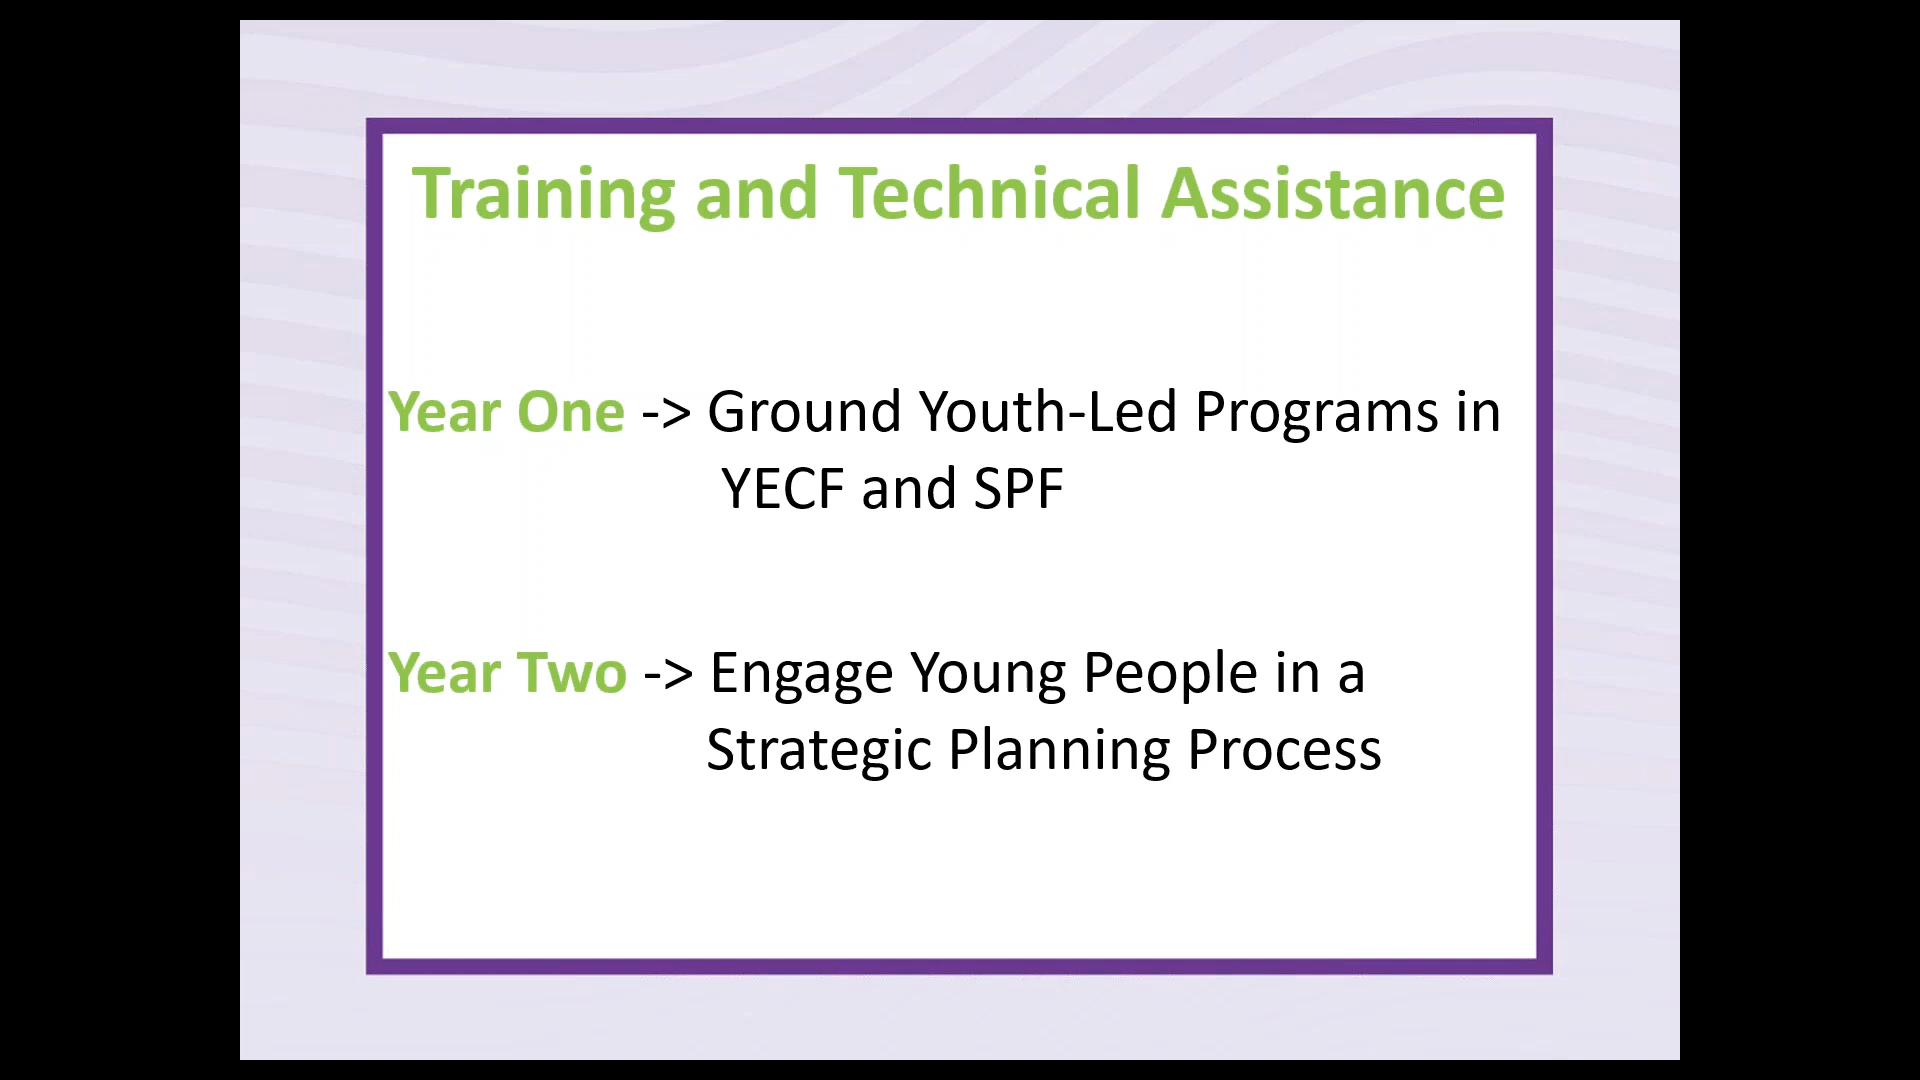 Training and Technical Assistance
Year One -> Ground Youth-Led Programs in
YECF and SPF
Year Two -> Engage Young People in a
Strategic Planning Process